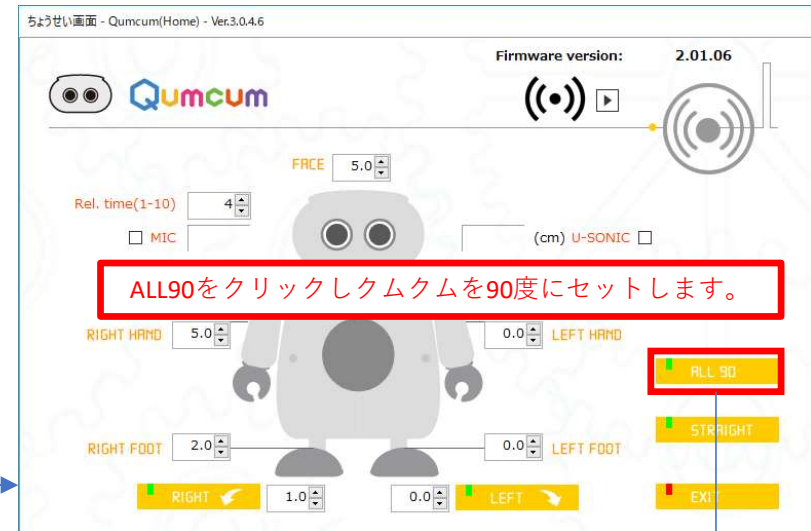 ちょうせい画面 - Qumcum(Home) - Ver.3.0.4.6
Firmware version: 2.01.06
Qumcum
FACE 5.0
Rel. time(1-10) 4
MIC
(cm) U-SONIC
ALL90をクリックしクムクムを90度にセットします。
RIGHT HAND 5.0
0.0 LEFT HAND
ALL 90
STRAIGHT
RIGHT FOOT 2.0
0.0 LEFT FOOT
RIGHT 1.0
0.0 LEFT
EXIT